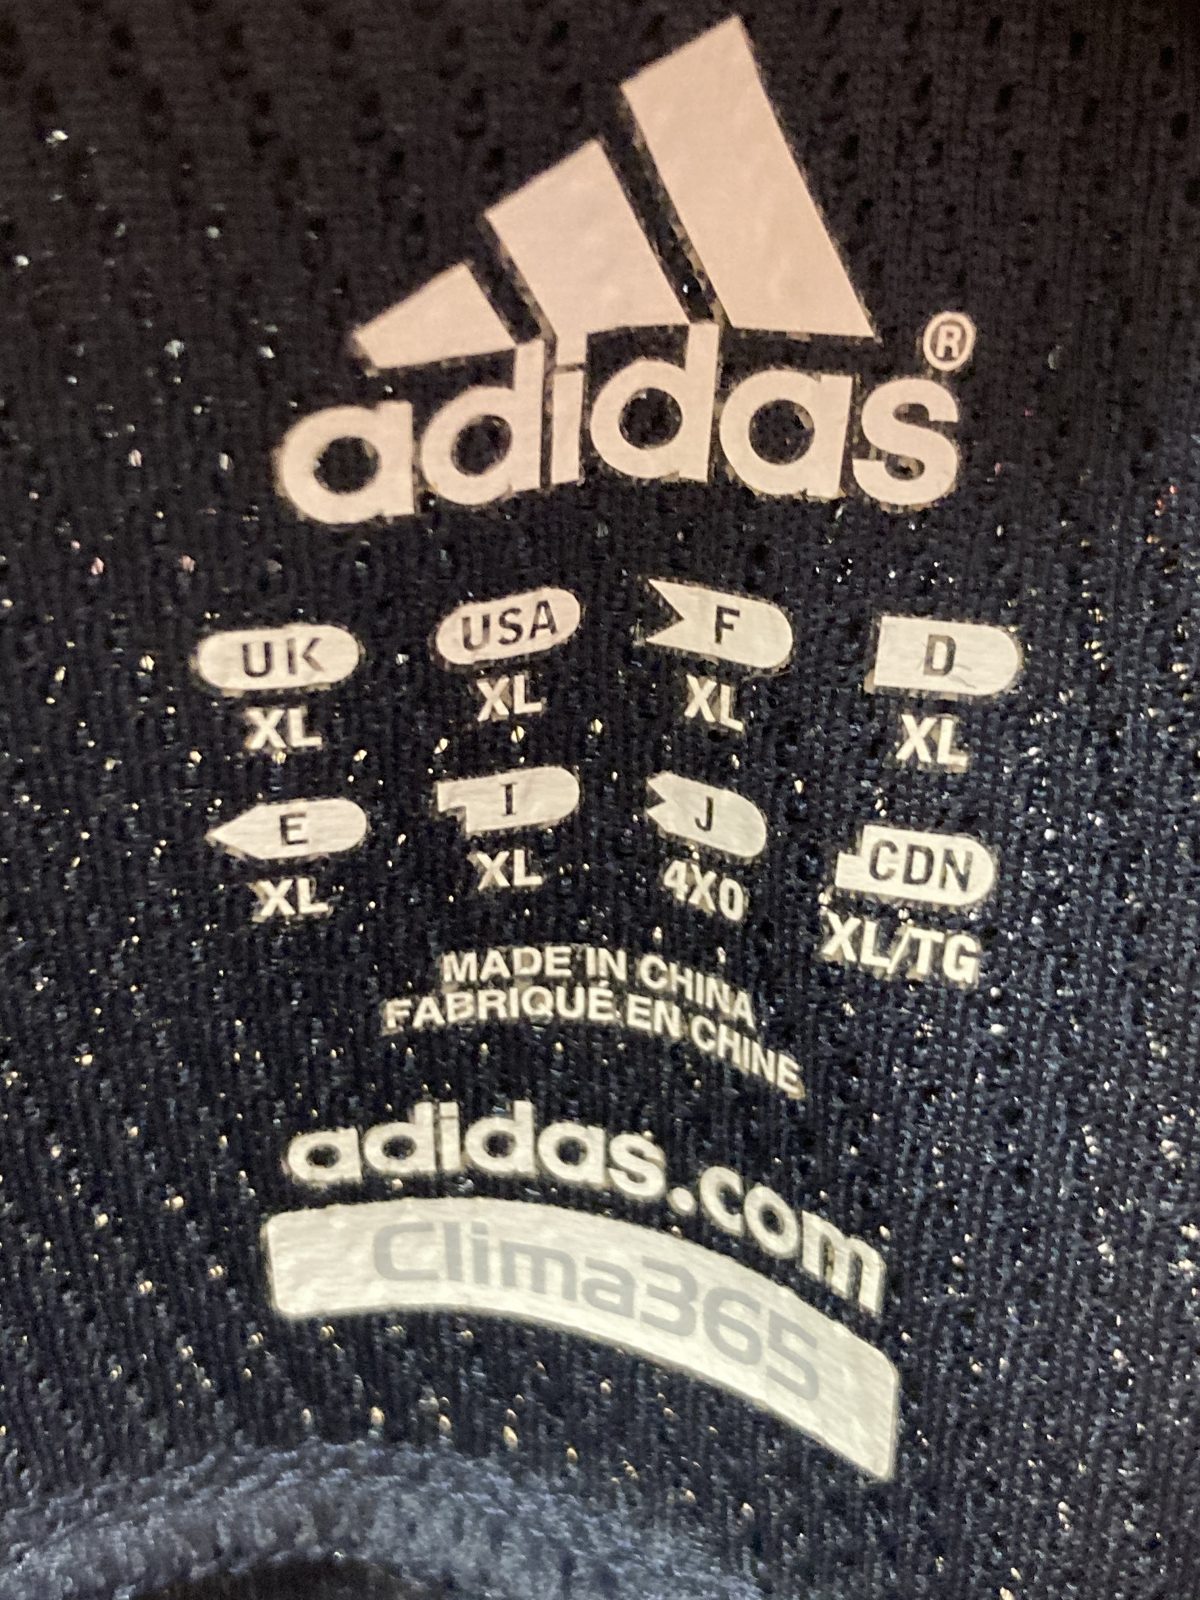 adidas®
UK USA F D
XL XL XL XL
E I J CDN
XL XL 4XO XL/TG
MADE IN CHINA
FABRIQUÉ EN CHINE
adidas.com
Clima365